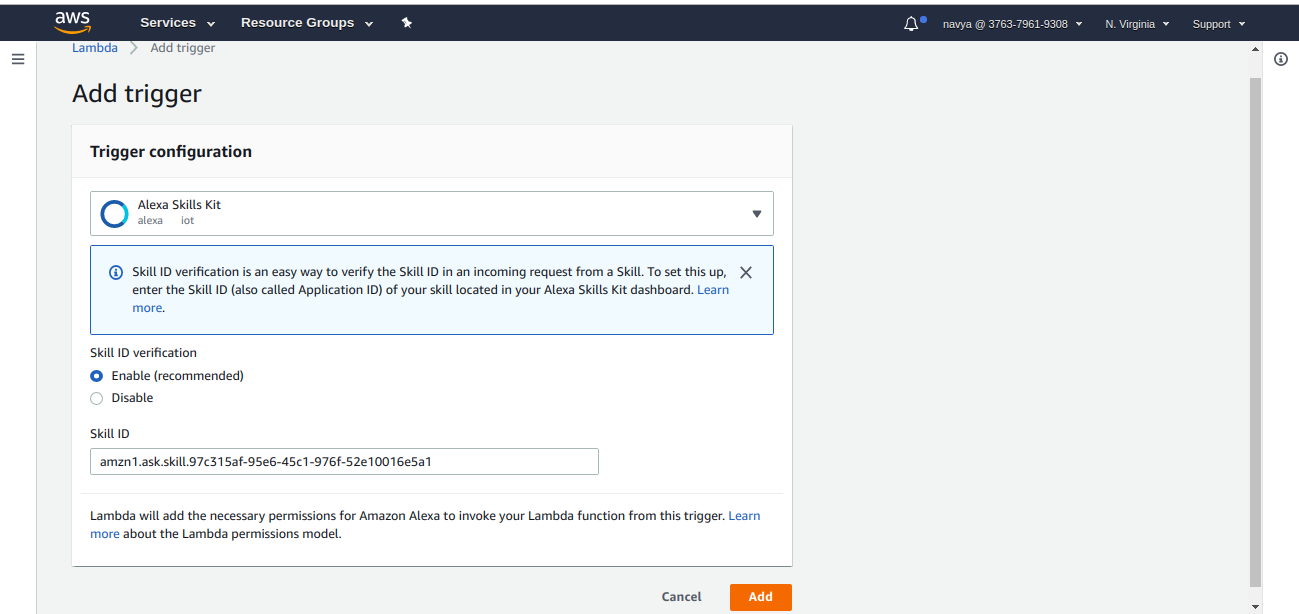 aws Services Resource Groups navya @ 3763-7961-9308 N. Virginia Support
Lambda Add trigger
Add trigger
Trigger configuration
Alexa Skills Kit
alexa iot
Skill ID verification is an easy way to verify the Skill ID in an incoming request from a Skill. To set this up,
enter the Skill ID (also called Application ID) of your skill located in your Alexa Skills Kit dashboard. Learn
more.
Skill ID verification
Enable (recommended)
Disable
Skill ID
amzn1.ask.skill.97c315af-95e6-45c1-976f-52e10016e5a1
Lambda will add the necessary permissions for Amazon Alexa to invoke your Lambda function from this trigger. Learn
more about the Lambda permissions model.
Cancel Add